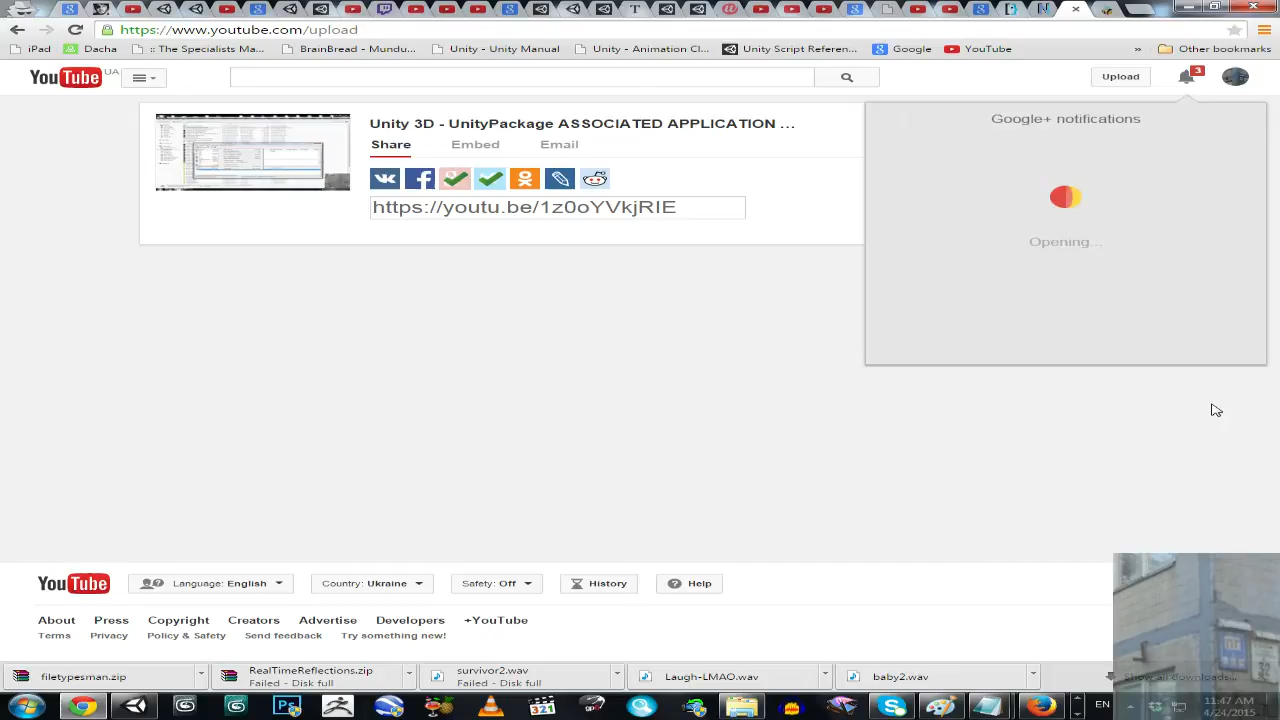 https://www.youtube.com/upload
iPad
Dacha
:: The Specialists Ma...
BrainBread - Mundu...
Unity - Unity Manual
Unity - Animation Cl...
UnityScript Referen...
Google
YouTube
»
Other bookmarks
YouTube UA
Upload
3
Unity 3D - UnityPackage ASSOCIATED APPLICATION ...
Share Embed Email
https://youtu.be/1z0oYVkjRIE
Google+ notifications
Opening...
YouTube
Language: English
Country: Ukraine
Safety: Off
History
Help
About Press Copyright Creators Advertise Developers +YouTube
Terms Privacy Policy & Safety Send feedback Try something new!
filetypesman.zip
RealTimeReflections.zip
Failed - Disk full
survivor2.wav
Failed - Disk full
Laugh-LMAO.wav
baby2.wav
Show all downloads...
EN
11:47 AM
4/24/2015